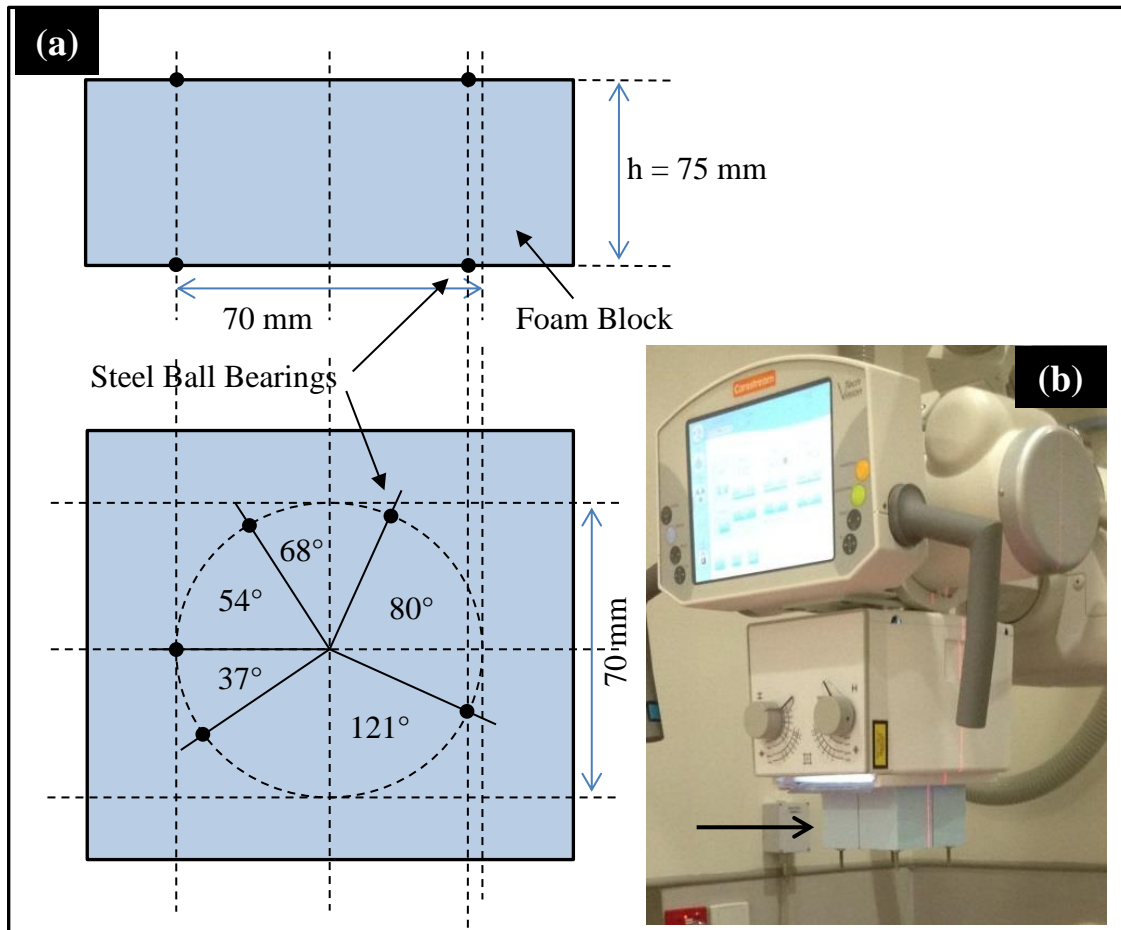 (a)
h = 75 mm
70 mm
Foam Block
Steel Ball Bearings
68°
54°
80°
37°
121°
70 mm
(b)
Carestream